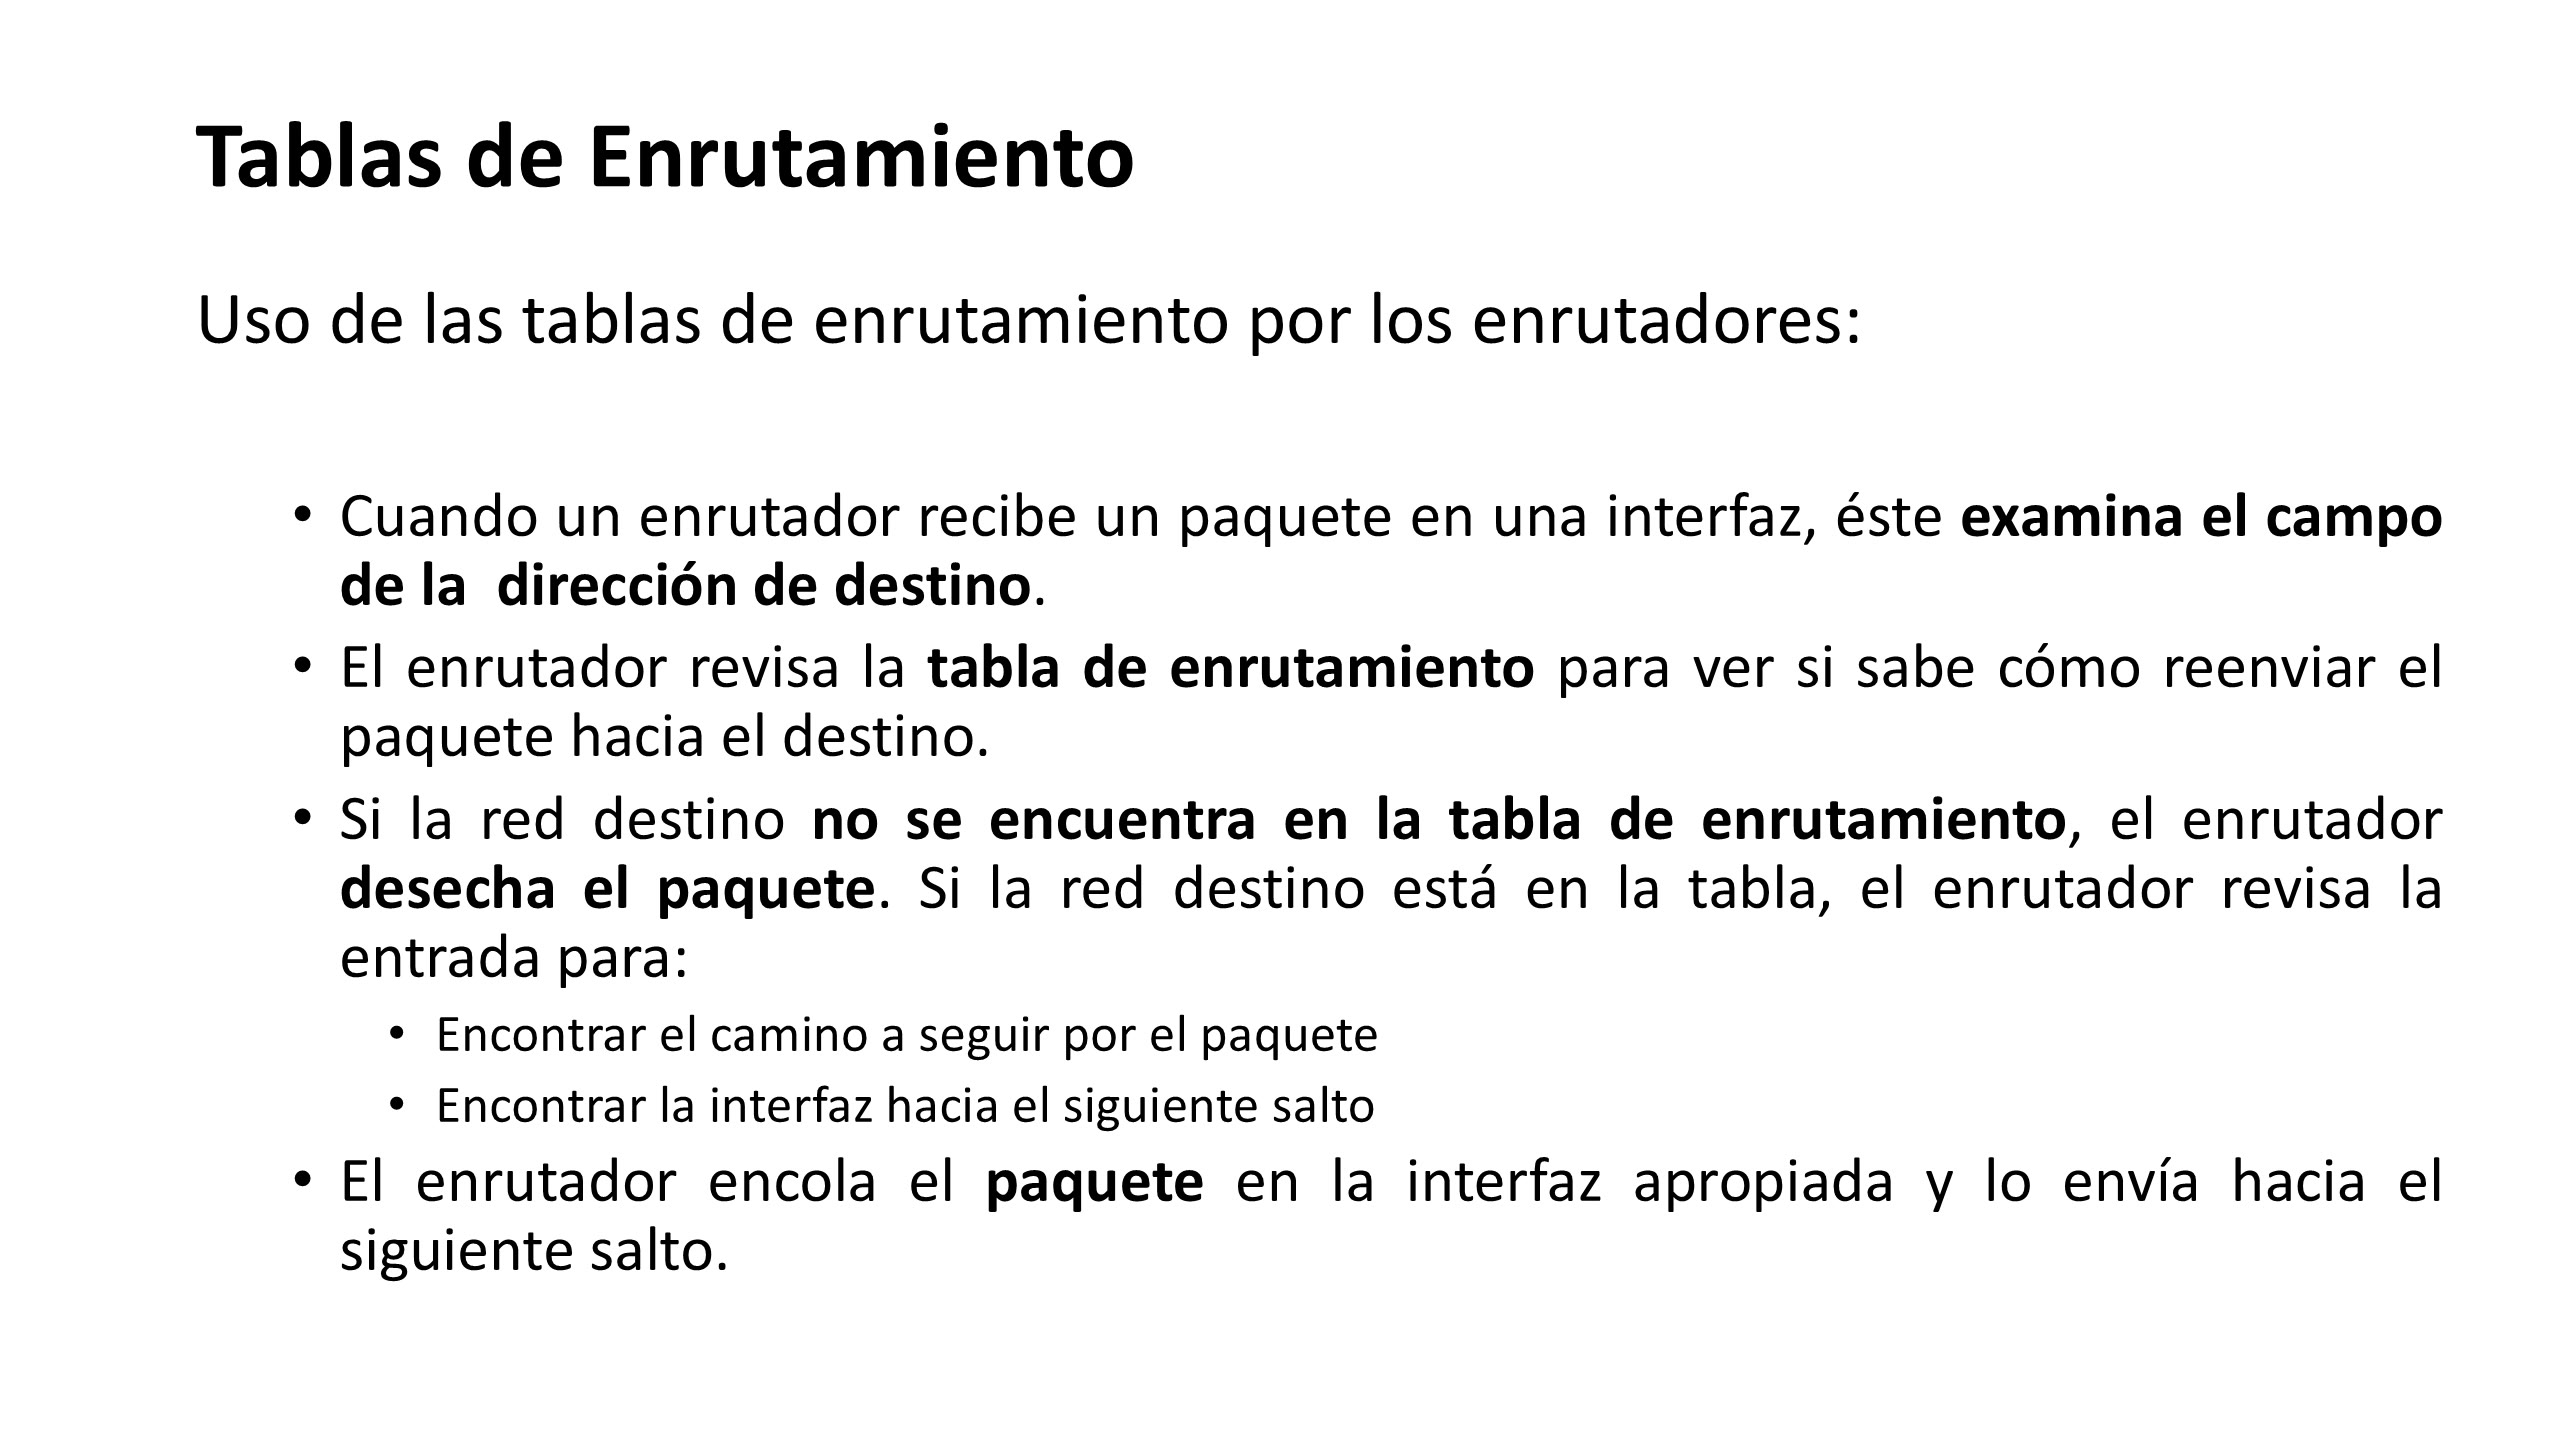 Tablas de Enrutamiento
Uso de las tablas de enrutamiento por los enrutadores:
• Cuando un enrutador recibe un paquete en una interfaz, éste examina el campo
de la  dirección de destino.
• El enrutador revisa la tabla de enrutamiento para ver si sabe cómo reenviar el
paquete hacia el destino.
• Si la red destino no se encuentra en la tabla de enrutamiento, el enrutador
desecha el paquete. Si la red destino está en la tabla, el enrutador revisa la
entrada para:
• Encontrar el camino a seguir por el paquete
• Encontrar la interfaz hacia el siguiente salto
• El enrutador encola el paquete en la interfaz apropiada y lo envía hacia el
siguiente salto.